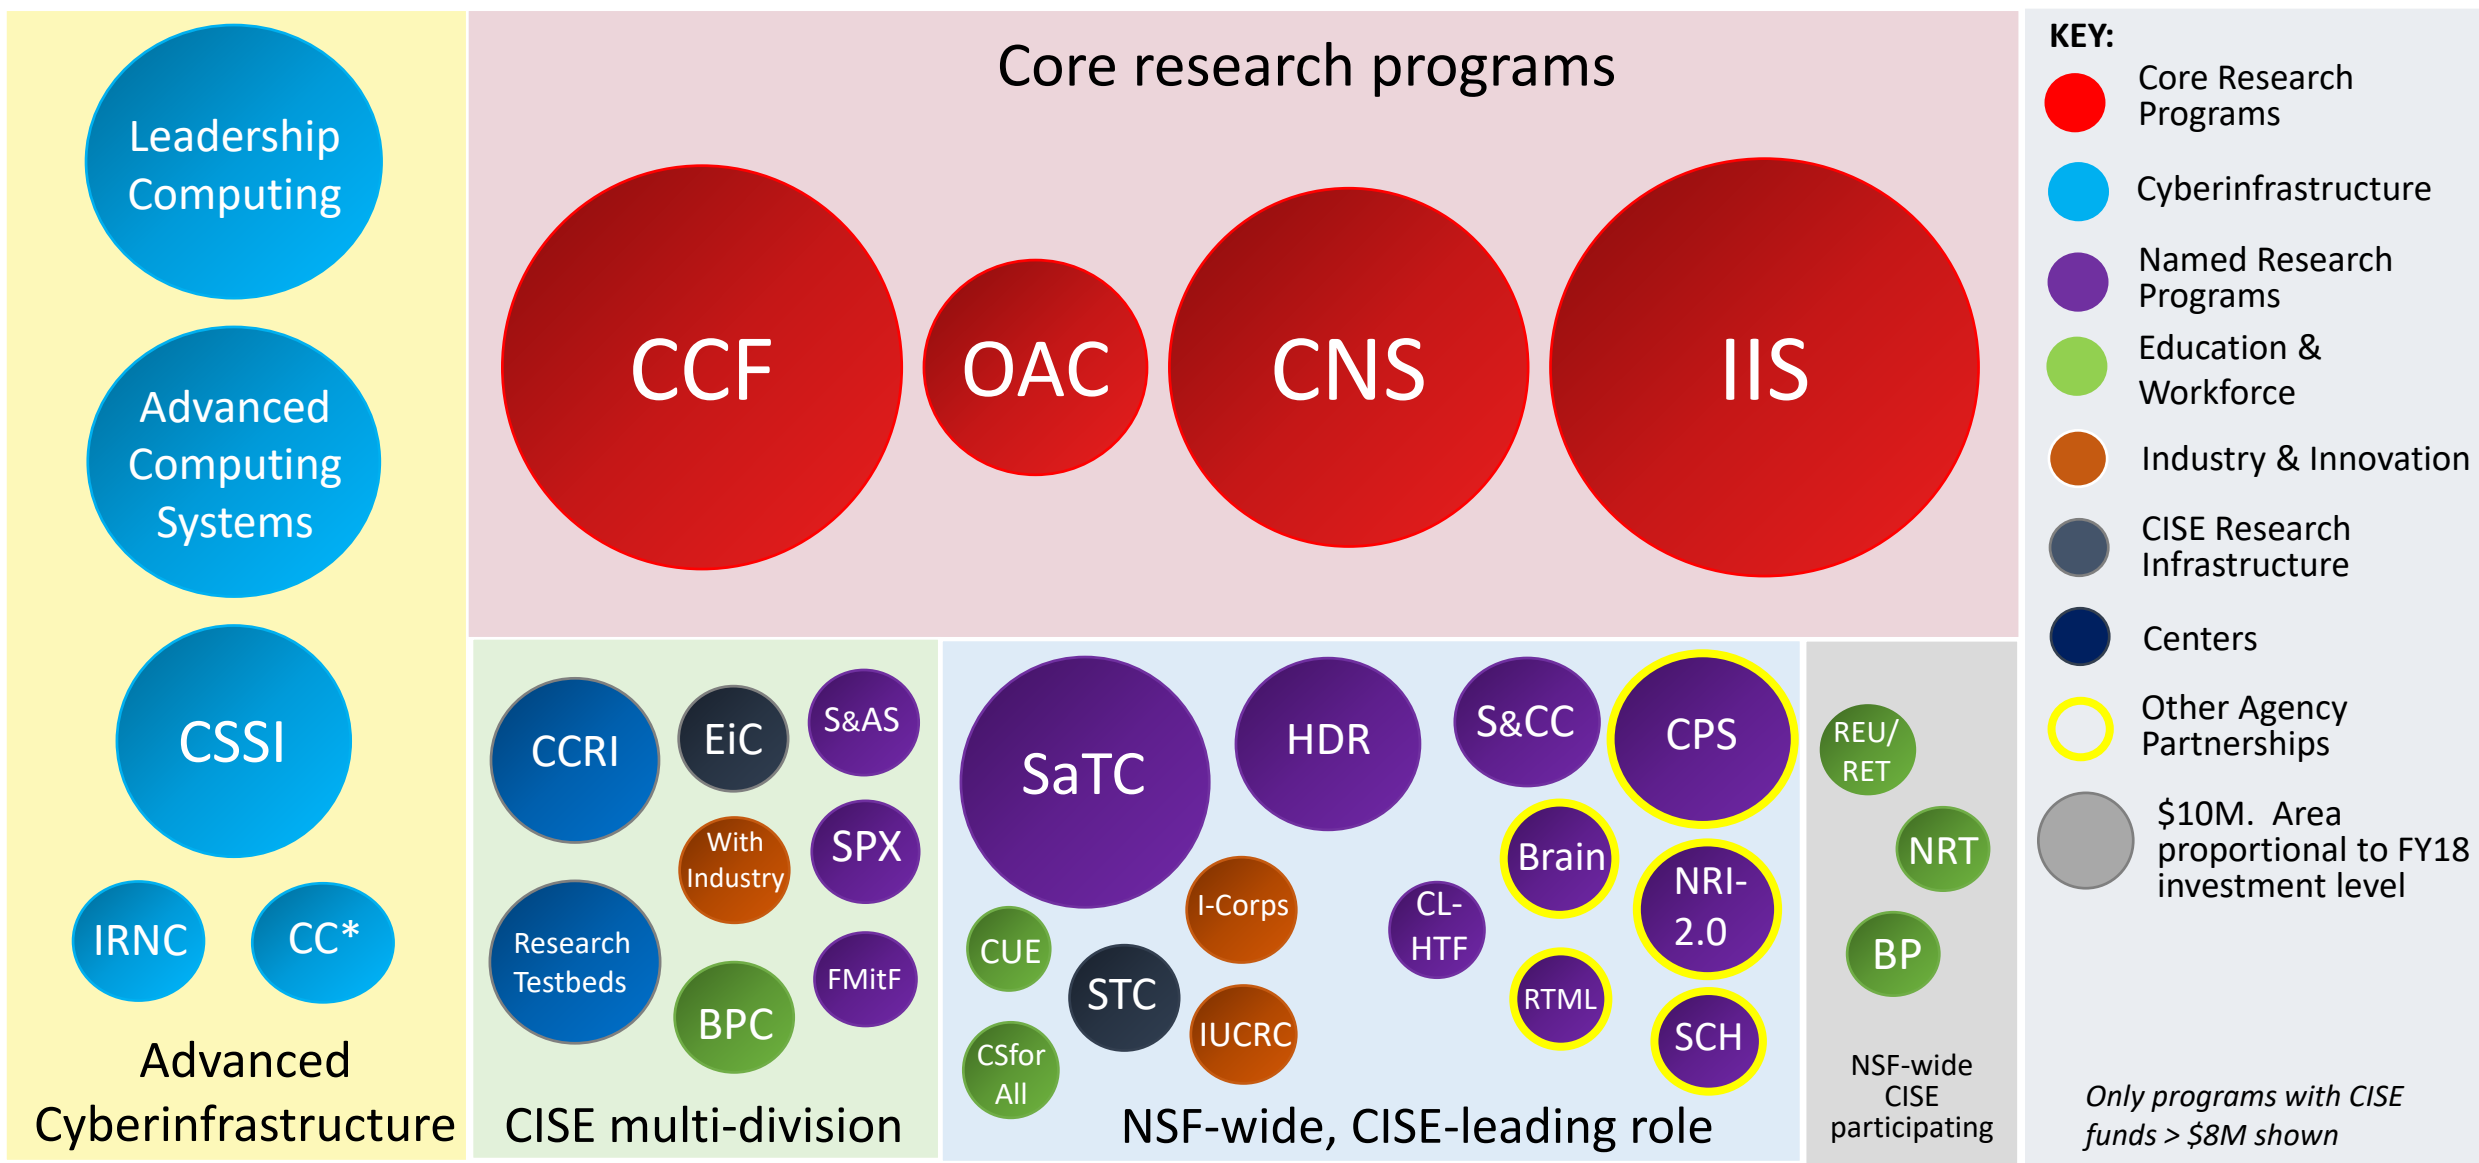 Leadership
Computing
Advanced
Computing
Systems
CSSI
IRNC
CC*
Advanced
Cyberinfrastructure
Core research programs
CCF
OAC
CNS
IIS
CCRI
EiC
S&AS
With
Industry
SPX
Research
Testbeds
BPC
FMitF
CISE multi-division
SaTC
HDR
S&CC
CPS
Brain
NRI-
2.0
I-Corps
CL-
HTF
CUE
STC
RTML
IUCRC
SCH
CSfor
All
NSF-wide, CISE-leading role
REU/
RET
NRT
BP
NSF-wide
CISE
participating
KEY:
Core Research
Programs
Cyberinfrastructure
Named Research
Programs
Education &
Workforce
Industry & Innovation
CISE Research
Infrastructure
Centers
Other Agency
Partnerships
$10M. Area
proportional to FY18
investment level
Only programs with CISE
funds > $8M shown